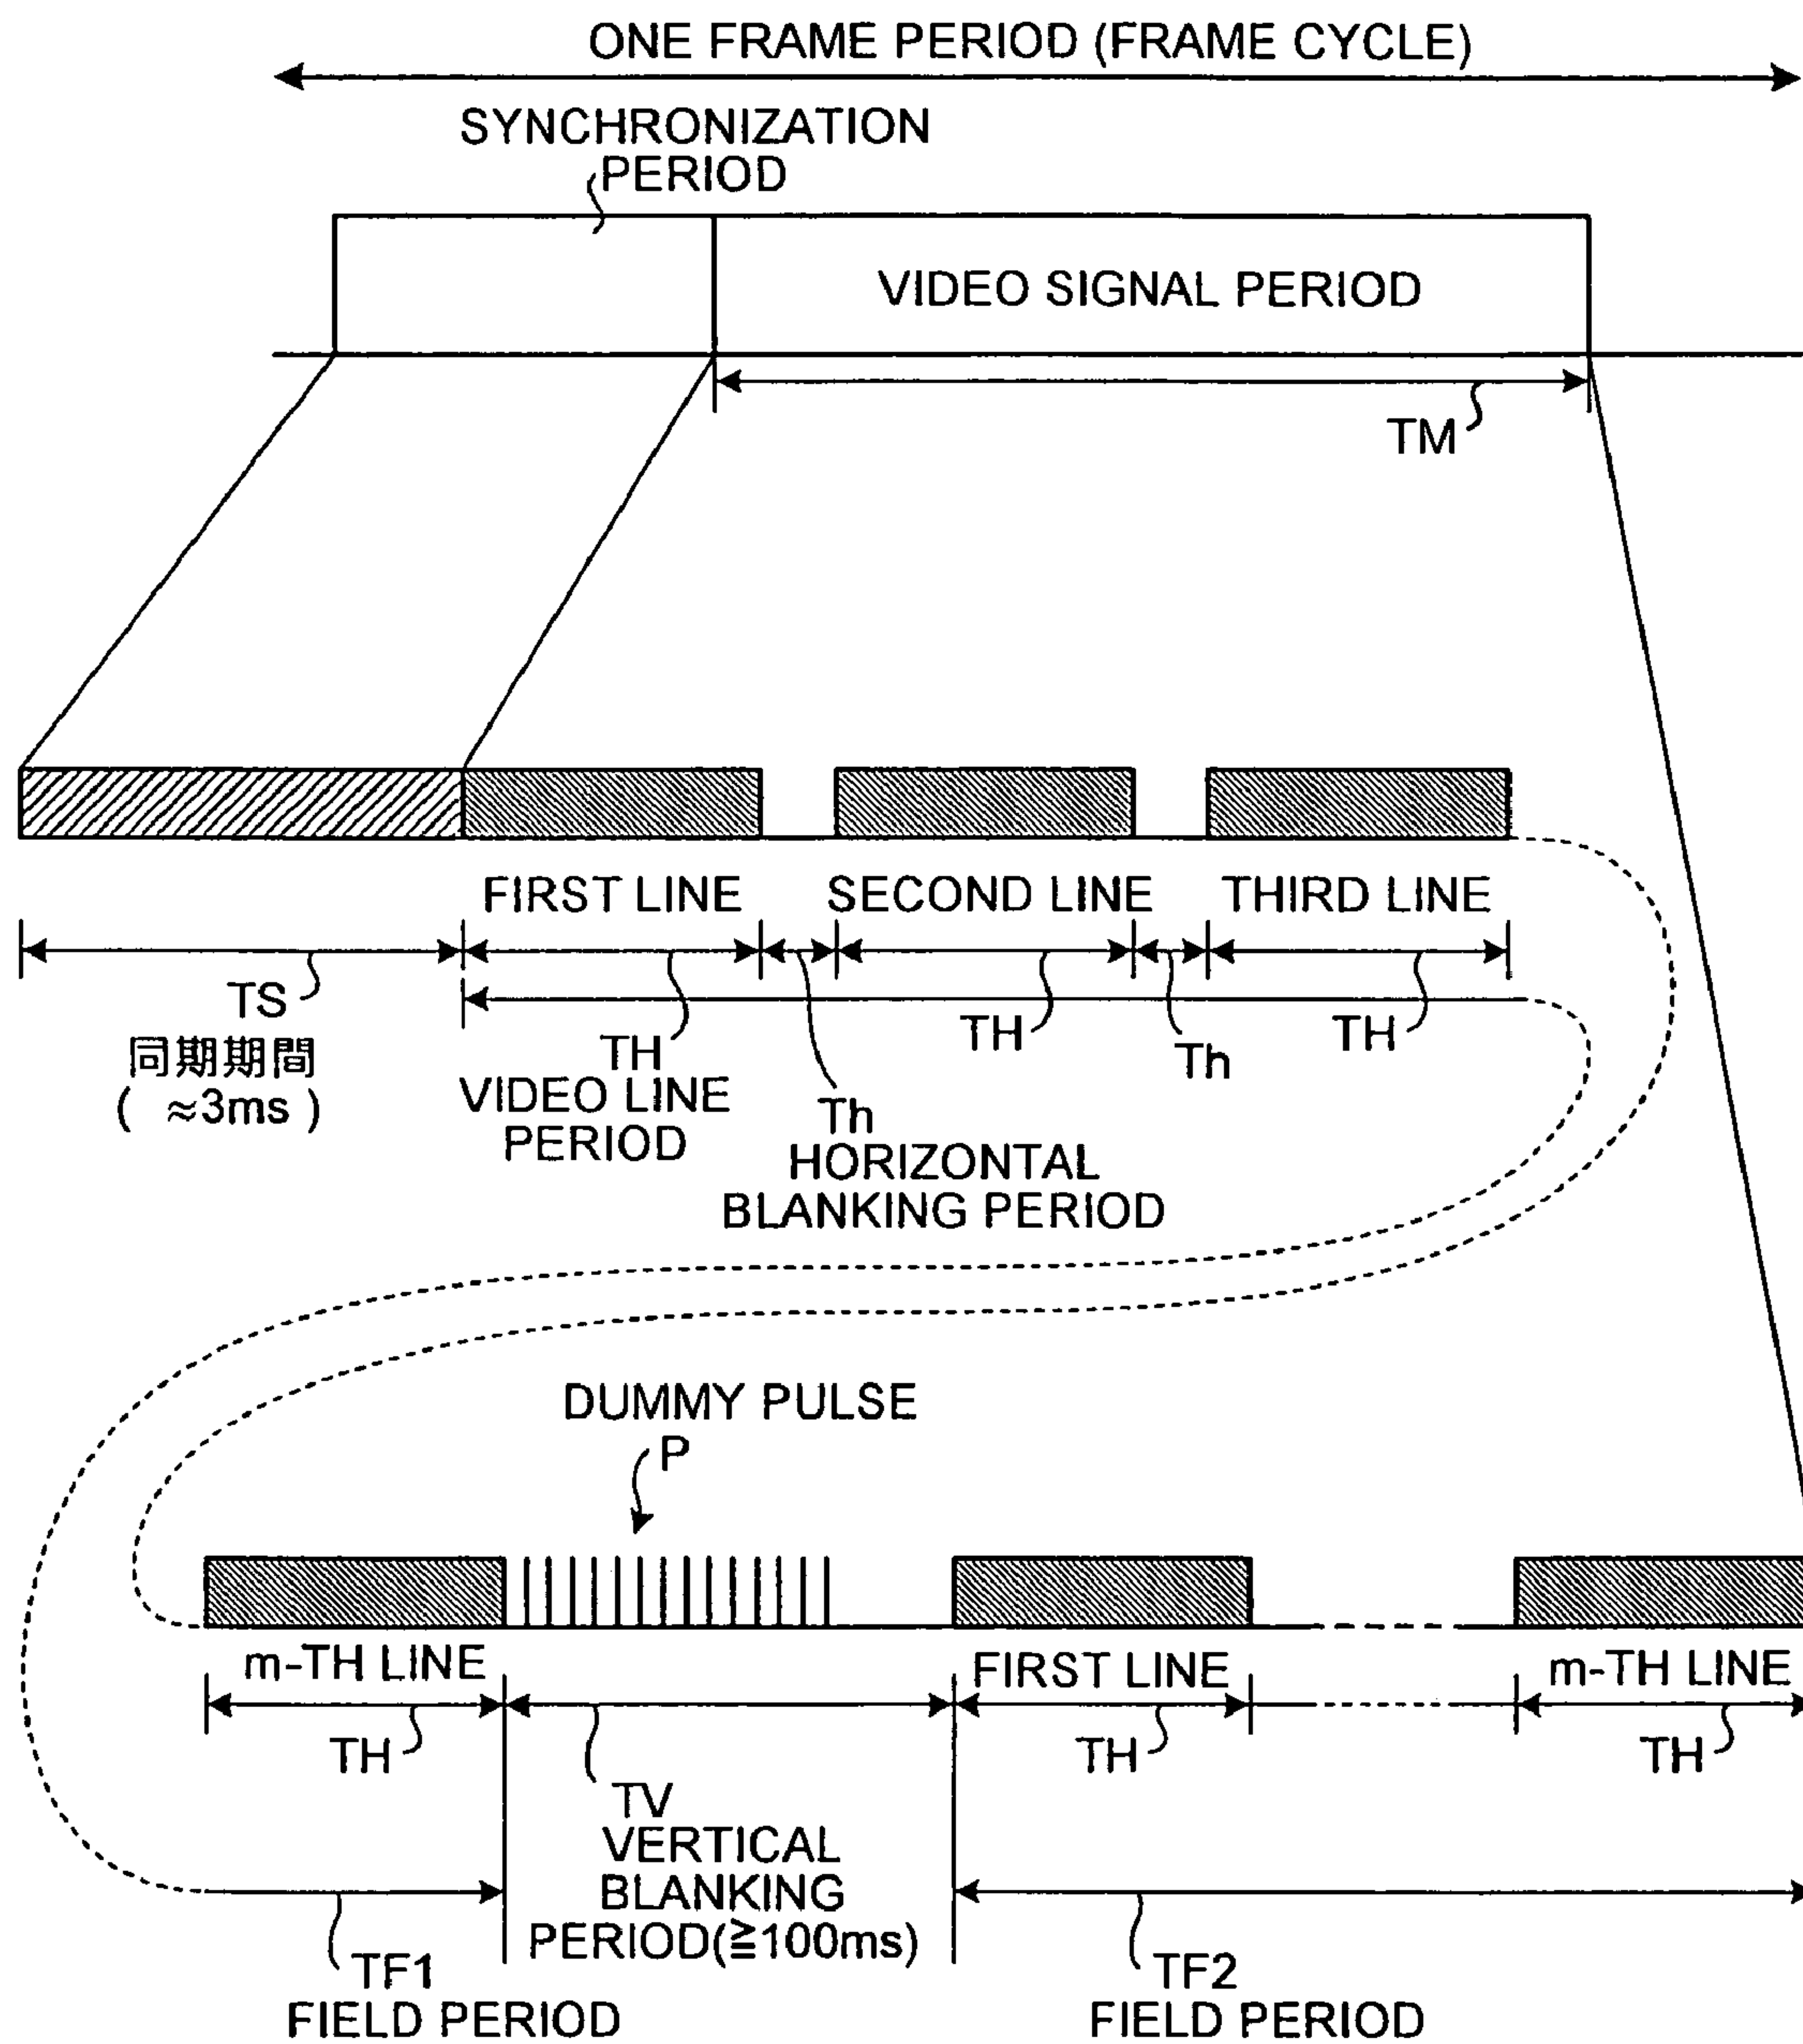 ONE FRAME PERIOD (FRAME CYCLE)
SYNCHRONIZATION
PERIOD
VIDEO SIGNAL PERIOD
TM
FIRST LINE
SECOND LINE
THIRD LINE
TS
同期期間
( ≈3ms )
TH
VIDEO LINE
PERIOD
Th
HORIZONTAL
BLANKING PERIOD
TH
Th
TH
DUMMY PULSE
P
m-TH LINE
FIRST LINE
m-TH LINE
TH
TV
VERTICAL
BLANKING
PERIOD(≧100ms)
TH
TH
TF1
FIELD PERIOD
TF2
FIELD PERIOD